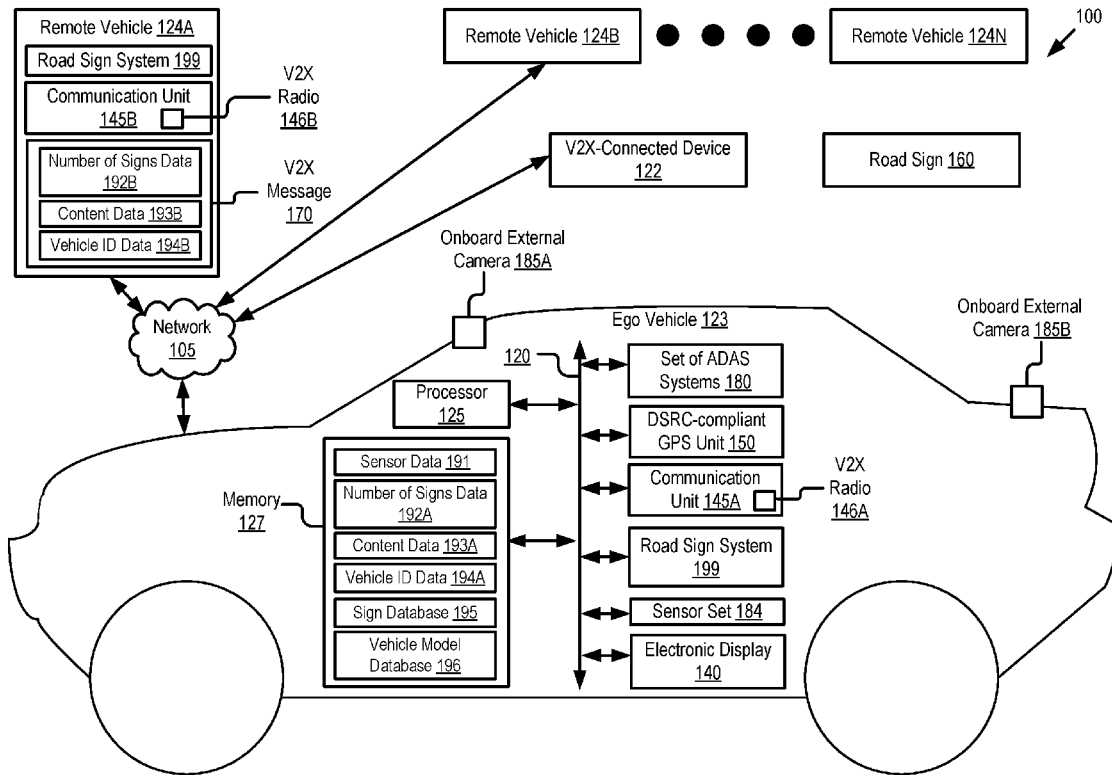 100
Remote Vehicle 124A
Road Sign System 199
Communication Unit
145B
V2X
Radio
146B
Number of Signs Data
192B
Content Data 193B
Vehicle ID Data 194B
V2X
Message
170
Remote Vehicle 124B
Remote Vehicle 124N
V2X-Connected Device
122
Road Sign 160
Network
105
Onboard External
Camera 185A
Onboard External
Camera 185B
Ego Vehicle 123
120
Processor
125
Memory
127
Sensor Data 191
Number of Signs Data
192A
Content Data 193A
Vehicle ID Data 194A
Sign Database 195
Vehicle Model
Database 196
Set of ADAS
Systems 180
DSRC-compliant
GPS Unit 150
Communication
Unit 145A
V2X
Radio
146A
Road Sign System
199
Sensor Set 184
Electronic Display
140